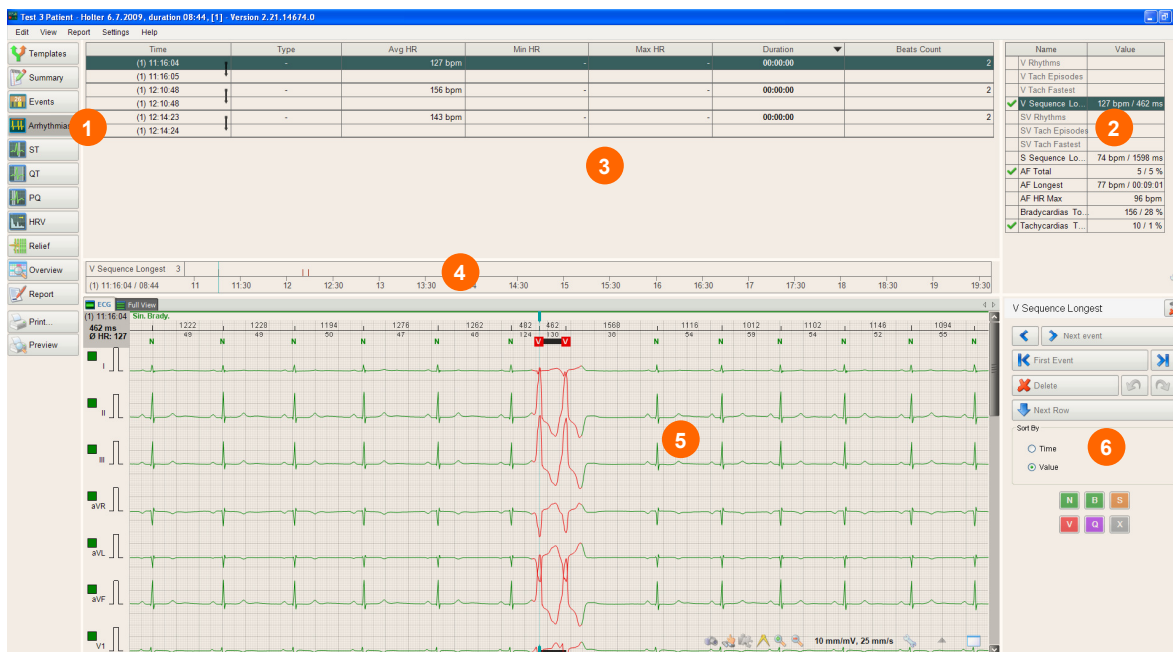 Test 3 Patient - Holter 6.7.2009, duration 08:44, [1] - Version 2.21.14674.0
Edit View Report Settings Help
Templates
Summary
Events
Arrhythmias
ST
QT
PQ
HRV
Relief
Overview
Report
Print...
Preview
1
Time Type Avg HR Min HR Max HR Duration Beats Count
(1) 11:16:04 - 127 bpm - - 00:00:00 2
(1) 11:16:05
(1) 12:10:48 - 156 bpm - - 00:00:00 2
(1) 12:10:48
(1) 12:14:23 - 143 bpm - - 00:00:00 2
(1) 12:14:24
3
Name Value
V Rhythms
V Tach Episodes
V Tach Fastest
V Sequence Lo... 127 bpm / 462 ms
SV Rhythms
SV Tach Episodes
SV Tach Fastest
S Sequence Lo... 74 bpm / 1598 ms
AF Total 5 / 5 %
AF Longest 77 bpm / 00:09:01
AF HR Max 96 bpm
Bradycardias To... 156 / 28 %
Tachycardias T... 10 / 1 %
2
V Sequence Longest 3
4
(1) 11:16:04 / 08:44 11 11:30 12 12:30 13 13:30 14:30 15 15:30 16 16:30 17 17:30 18 18:30 19 19:30
ECG Full View
(1) 11:16:04 Sin. Brady.
462 ms 1222 1228 1194 1276 1262 482 462 1568 1116 1012 1102 1146 1094
Ø HR: 127 49 49 50 47 48 124 130 38 54 59 54 52 55
N N N N N N V V N N N N N N
I
II
III
aVR
aVL
aVF
V1
5
10 mm/mV, 25 mm/s
V Sequence Longest
Next event
First Event
Delete
Next Row
Sort By
Time
Value
6
N B S
V Q X